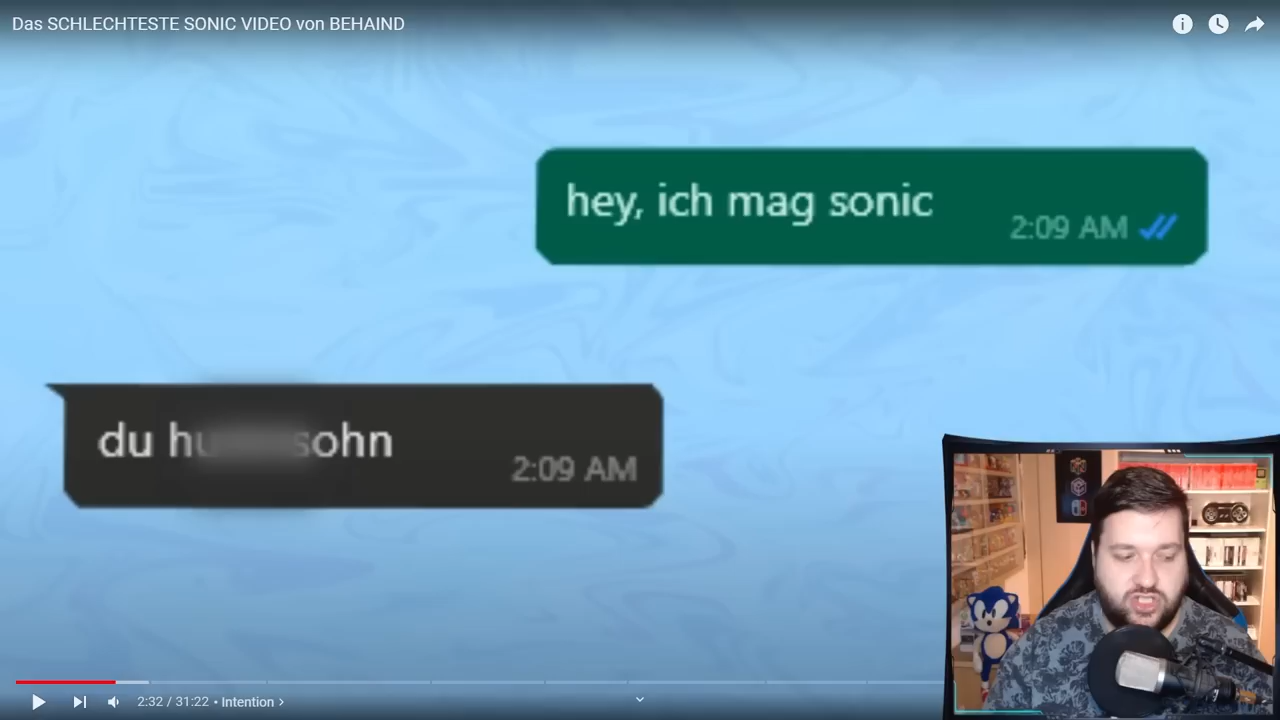 Das SCHLECHTESTE SONIC VIDEO von BEHAIND
hey, ich mag sonic
2:09 AM
du
2:09 AM
2:32 / 31:22 • Intention